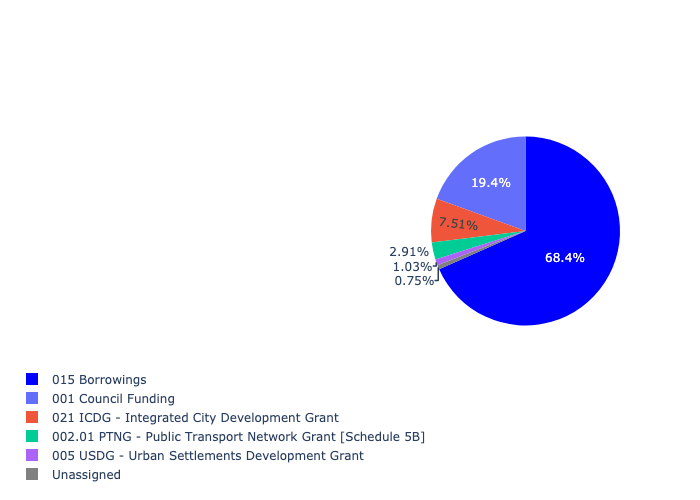 19.4%
7.51%
2.91%
1.03%
0.75%
68.4%
015 Borrowings
001 Council Funding
021 ICDG - Integrated City Development Grant
002.01 PTNG - Public Transport Network Grant [Schedule 5B]
005 USDG - Urban Settlements Development Grant
Unassigned